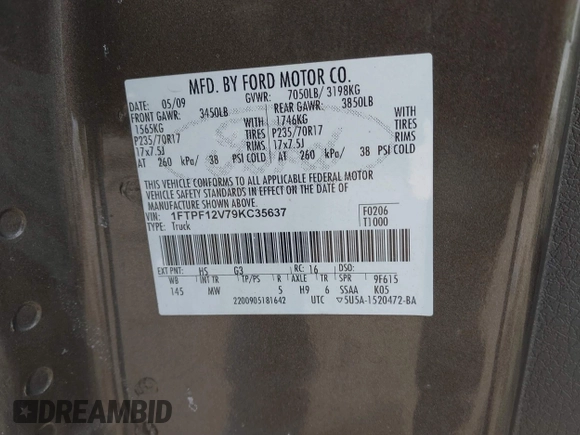 MFD. BY FORD MOTOR CO.
DATE: 05/09 GVWR: 7050LB/ 3198KG
FRONT GAWR: 3450LB REAR GAWR: 3850LB
1565KG WITH 1746KG WITH
P235/70R17 TIRES P235/70R17 TIRES
17x7.5J RIMS 17x7.5J RIMS
AT 260 kPa/ 38 PSI COLD AT 260 kPa/ 38 PSI COLD
THIS VEHICLE CONFORMS TO ALL APPLICABLE FEDERAL MOTOR
VEHICLE SAFETY STANDARDS IN EFFECT ON THE DATE OF
MANUFACTURE SHOWN ABOVE.
VIN: 1FTPF12V79KC35637 F0206
TYPE: Truck T1000
EXT PNT: HS G3 RC: 16 DSO:
WB INT TR TP/PS R AXLE TR SPR 9F615
145 MW 5 H9 6 SSAA K05
2200905181642 UTC ▽5U5A-1520472-BA
DREAMBID